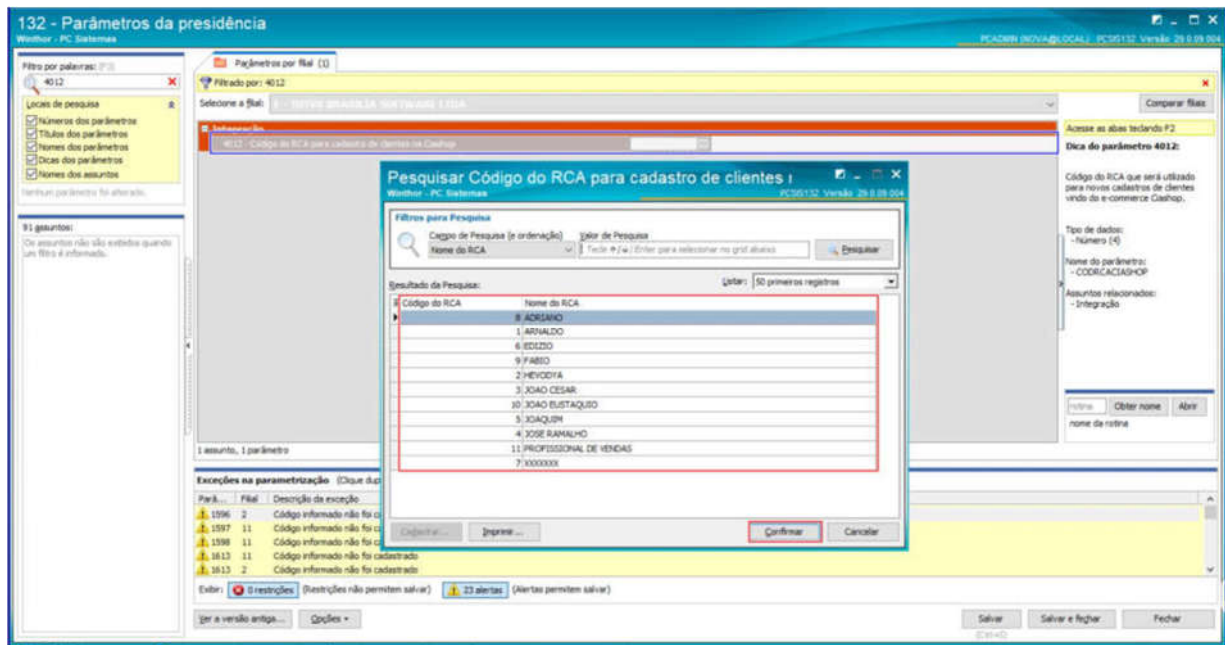 132 - Parâmetros da presidência
Winthor - PC Sistemas
PCADMIN (NOVA@LOCAL) PCSIS132 Versão 29.0.09.004
Filtro por palavras: [F3]
4012
Locais de pesquisa
Números dos parâmetros
Títulos dos parâmetros
Nomes dos parâmetros
Dicas dos parâmetros
Nomes dos assuntos
Nenhum parâmetro foi alterado.
91 assuntos:
Os assuntos não são exibidos quando
um filtro é informado.
Parâmetros por filial (1)
Filtrado por: 4012
Selecione a filial:
Comparar filiais
Integração
4012 - Código do RCA para cadastro de clientes no Ciashop
Acesse as abas teclando F2
Dica do parâmetro 4012:
Código do RCA que será utilizado
para novos cadastros de clientes
vindo do e-commerce Ciashop.
Tipo de dados:
- Número (4)
Nome do parâmetro:
- CODRCACIASHOP
Assuntos relacionados:
- Integração
rotina Obter nome Abrir
nome da rotina
Pesquisar Código do RCA para cadastro de clientes
Winthor - PC Sistemas PCSIS132 Versão 29.0.09.004
Filtros para Pesquisa
Campo de Pesquisa (e ordenação) Valor de Pesquisa
Nome do RCA Enter para selecionar no grid abaixo Pesquisar
Resultado da Pesquisa: Listar: 50 primeiros registros
Código do RCA Nome do RCA
8 ADRIANO
1 ARNALDO
6 EDIZIO
9 FABIO
2 HEVODYA
3 JOAO CESAR
10 JOAO EUSTAQUIO
5 JOAQUIM
4 JOSE RAMALHO
11 PROFISSIONAL DE VENDAS
7 XXXXXXX
Cadastrar... Imprimir... Confirmar Cancelar
1 assunto, 1 parâmetro
Exceções na parametrização (Clique dup
Parâ... Filial Descrição da exceção
1596 2 Código informado não foi c
1597 11 Código informado não foi c
1598 11 Código informado não foi c
1613 11 Código informado não foi cadastrado
1613 2 Código informado não foi cadastrado
Exibir: 0 restrições (Restrições não permitem salvar) 23 alertas (Alertas permitem salvar)
Ver a versão antiga... Opções Salvar Salvar e fechar Fechar